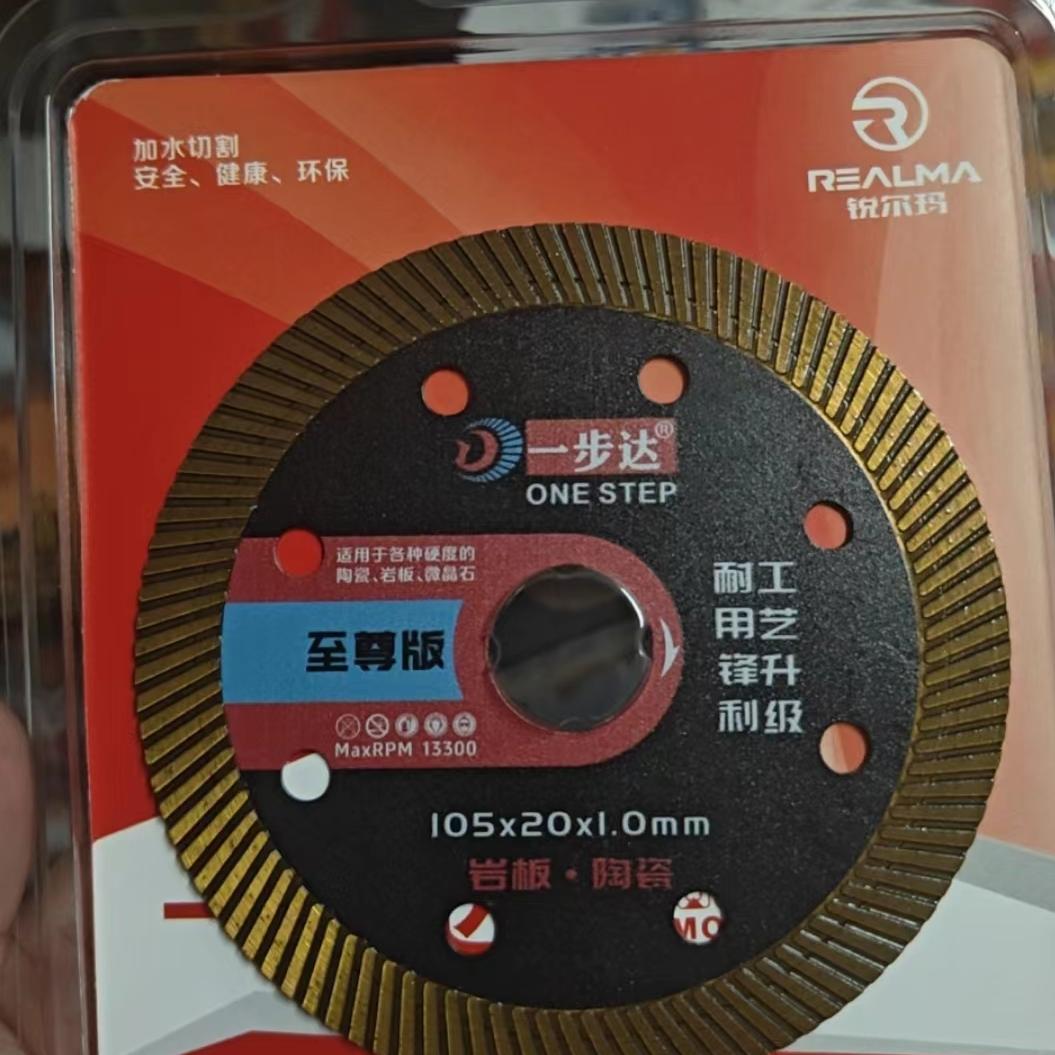 加水切割
安全、健康、环保
REALMA
锐尔玛
一步达®
ONE STEP
适用于各种硬度的
陶瓷、岩板、微晶石
至尊版
MaxRPM 13300
耐工
用艺
锋升
利级
105x20x1.0mm
岩板·陶瓷
MO